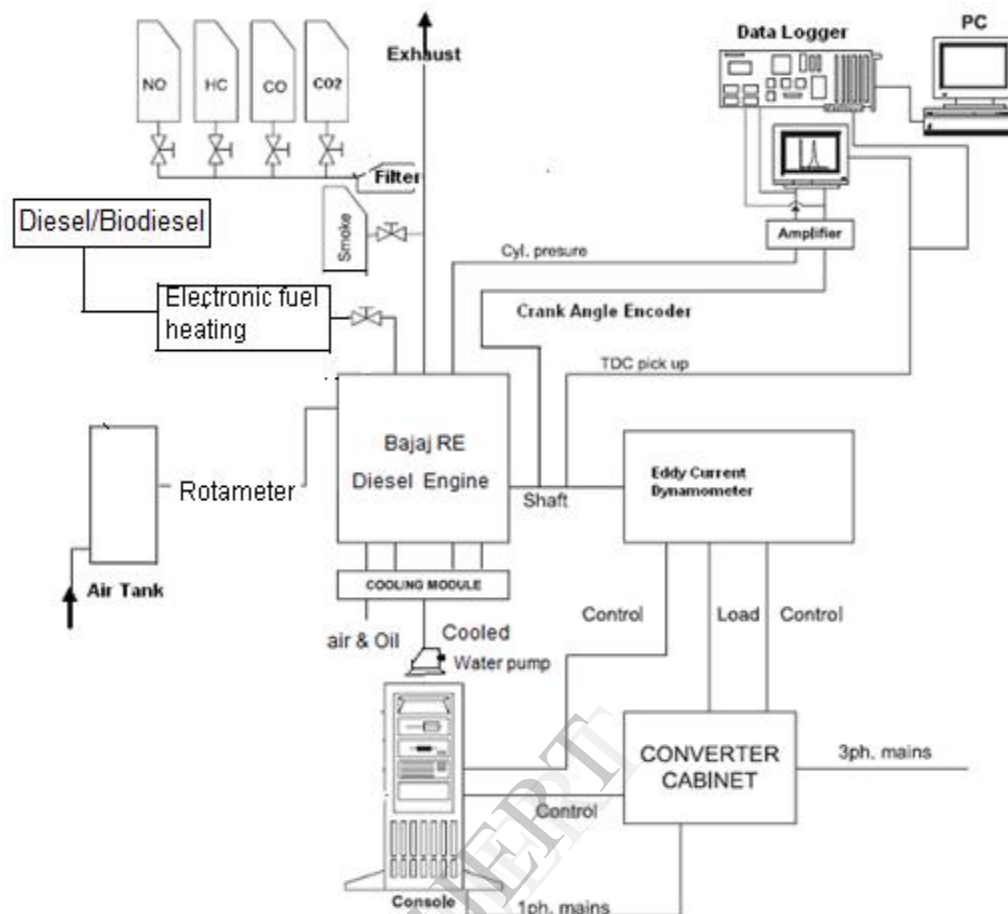 PC
Data Logger
Exhaust
NO
HC
CO
CO2
Filter
Smoke
Diesel/Biodiesel
Amplifier
Cyl. presure
Electronic fuel
heating
Crank Angle Encoder
TDC pick up
Bajaj RE
Diesel Engine
Eddy Current
Dynamometer
Rotameter
Shaft
Air Tank
COOLING MODULE
Control
Load
Control
air & Oil
Cooled
Water pump
CONVERTER
CABINET
3ph. mains
Control
Console
1ph. mains